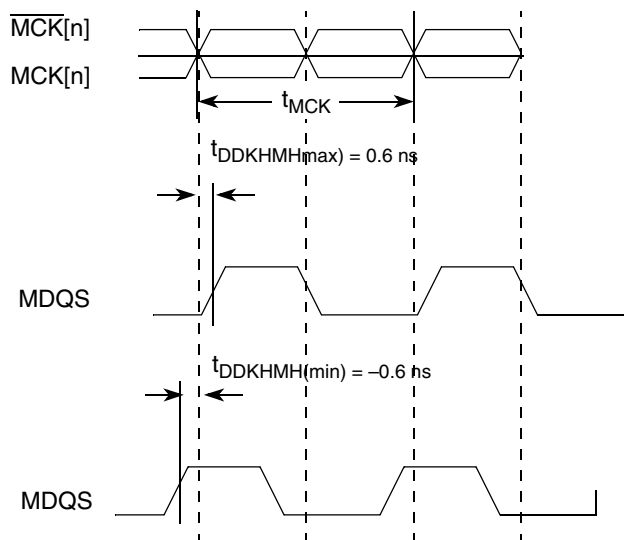 MCK[n]
MCK[n]
tMCK
tDDKHMHmax) = 0.6 ns
MDQS
tDDKHMH(min) = –0.6 ns
MDQS